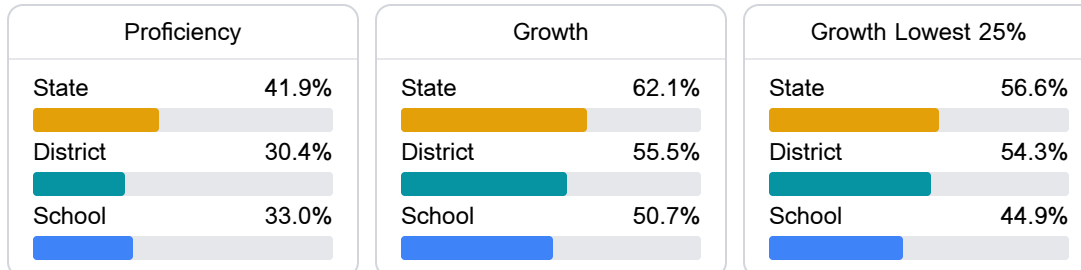 Proficiency
State 41.9%
District 30.4%
School 33.0%
Growth
State 62.1%
District 55.5%
School 50.7%
Growth Lowest 25%
State 56.6%
District 54.3%
School 44.9%